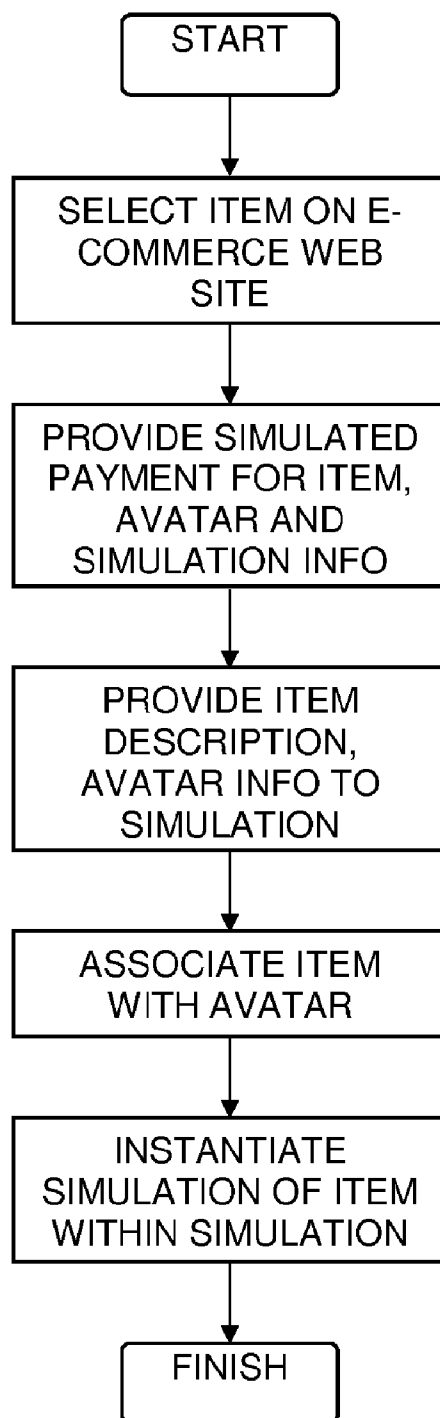 START
SELECT ITEM ON E-
COMMERCE WEB
SITE
PROVIDE SIMULATED
PAYMENT FOR ITEM,
AVATAR AND
SIMULATION INFO
PROVIDE ITEM
DESCRIPTION,
AVATAR INFO TO
SIMULATION
ASSOCIATE ITEM
WITH AVATAR
INSTANTIATE
SIMULATION OF ITEM
WITHIN SIMULATION
FINISH